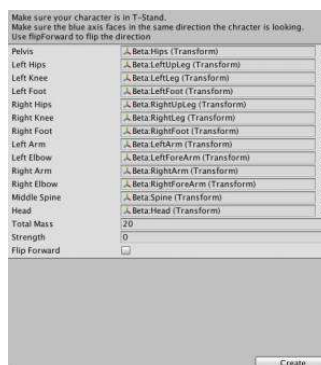 Make sure your character is in T-Stand.
Make sure the blue axis faces in the same direction the chracter is looking.
Use flipForward to flip the direction
Pelvis Beta:Hips (Transform)
Left Hips Beta:LeftUpLeg (Transform)
Left Knee Beta:LeftLeg (Transform)
Left Foot Beta:LeftFoot (Transform)
Right Hips Beta:RightUpLeg (Transform)
Right Knee Beta:RightLeg (Transform)
Right Foot Beta:RightFoot (Transform)
Left Arm Beta:LeftArm (Transform)
Left Elbow Beta:LeftForeArm (Transform)
Right Arm Beta:RightArm (Transform)
Right Elbow Beta:RightForeArm (Transform)
Middle Spine Beta:Spine (Transform)
Head Beta:Head (Transform)
Total Mass 20
Strength 0
Flip Forward
Create